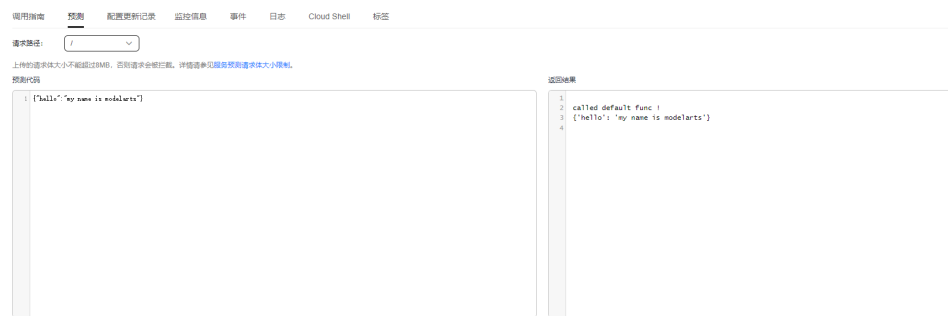 调用指南 预测 配置更新记录 监控信息 事件 日志 Cloud Shell 标签
请求路径: /
上传的请求体大小不能超过8MB，否则请求会被拦截。详情请参见服务预测请求体大小限制。
预测代码 返回结果
1 {"hello":"my name is modelarts"}
1
2 called default func !
3 {'hello': 'my name is modelarts'}
4